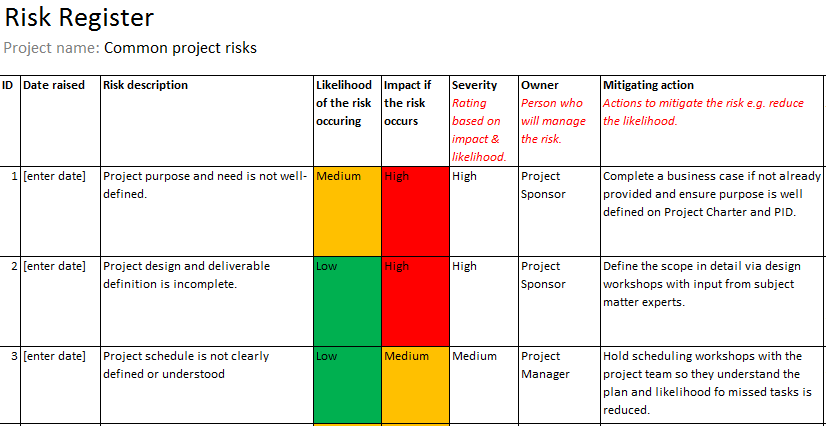 Risk Register
Project name: Common project risks
ID Date raised Risk description Likelihood Impact if Severity Owner Mitigating action
of the risk the risk Rating Person who Actions to mitigate the risk e.g. reduce
occuring occurs based on will manage the likelihood.
impact & the risk.
likelihood.
1 [enter date] Project purpose and need is not well- Medium High High Project Complete a business case if not already
defined. Sponsor provided and ensure purpose is well
defined on Project Charter and PID.
2 [enter date] Project design and deliverable Low High High Project Define the scope in detail via design
definition is incomplete. Sponsor workshops with input from subject
matter experts.
3 [enter date] Project schedule is not clearly Low Medium Medium Project Hold scheduling workshops with the
defined or understood Manager project team so they understand the
plan and likelihood fo missed tasks is
reduced.